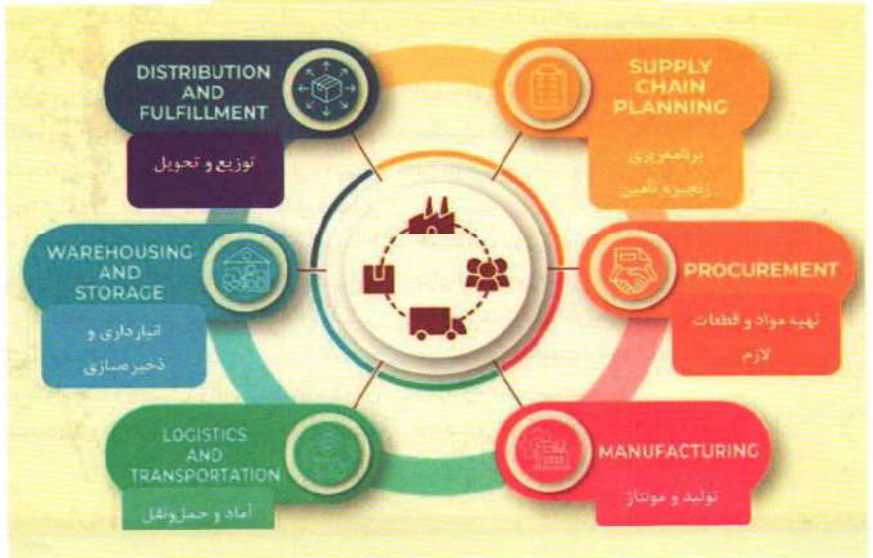 DISTRIBUTION
AND
FULFILLMENT
توزیع و تحویل
SUPPLY
CHAIN
PLANNING
برنامه‌ریزی
زنجیره تأمین
WAREHOUSING
AND
STORAGE
انبارداری و
ذخیره‌سازی
PROCUREMENT
تهیه مواد و قطعات
لازم
LOGISTICS
AND
TRANSPORTATION
آماد و حمل‌ونقل
MANUFACTURING
تولید و مونتاژ